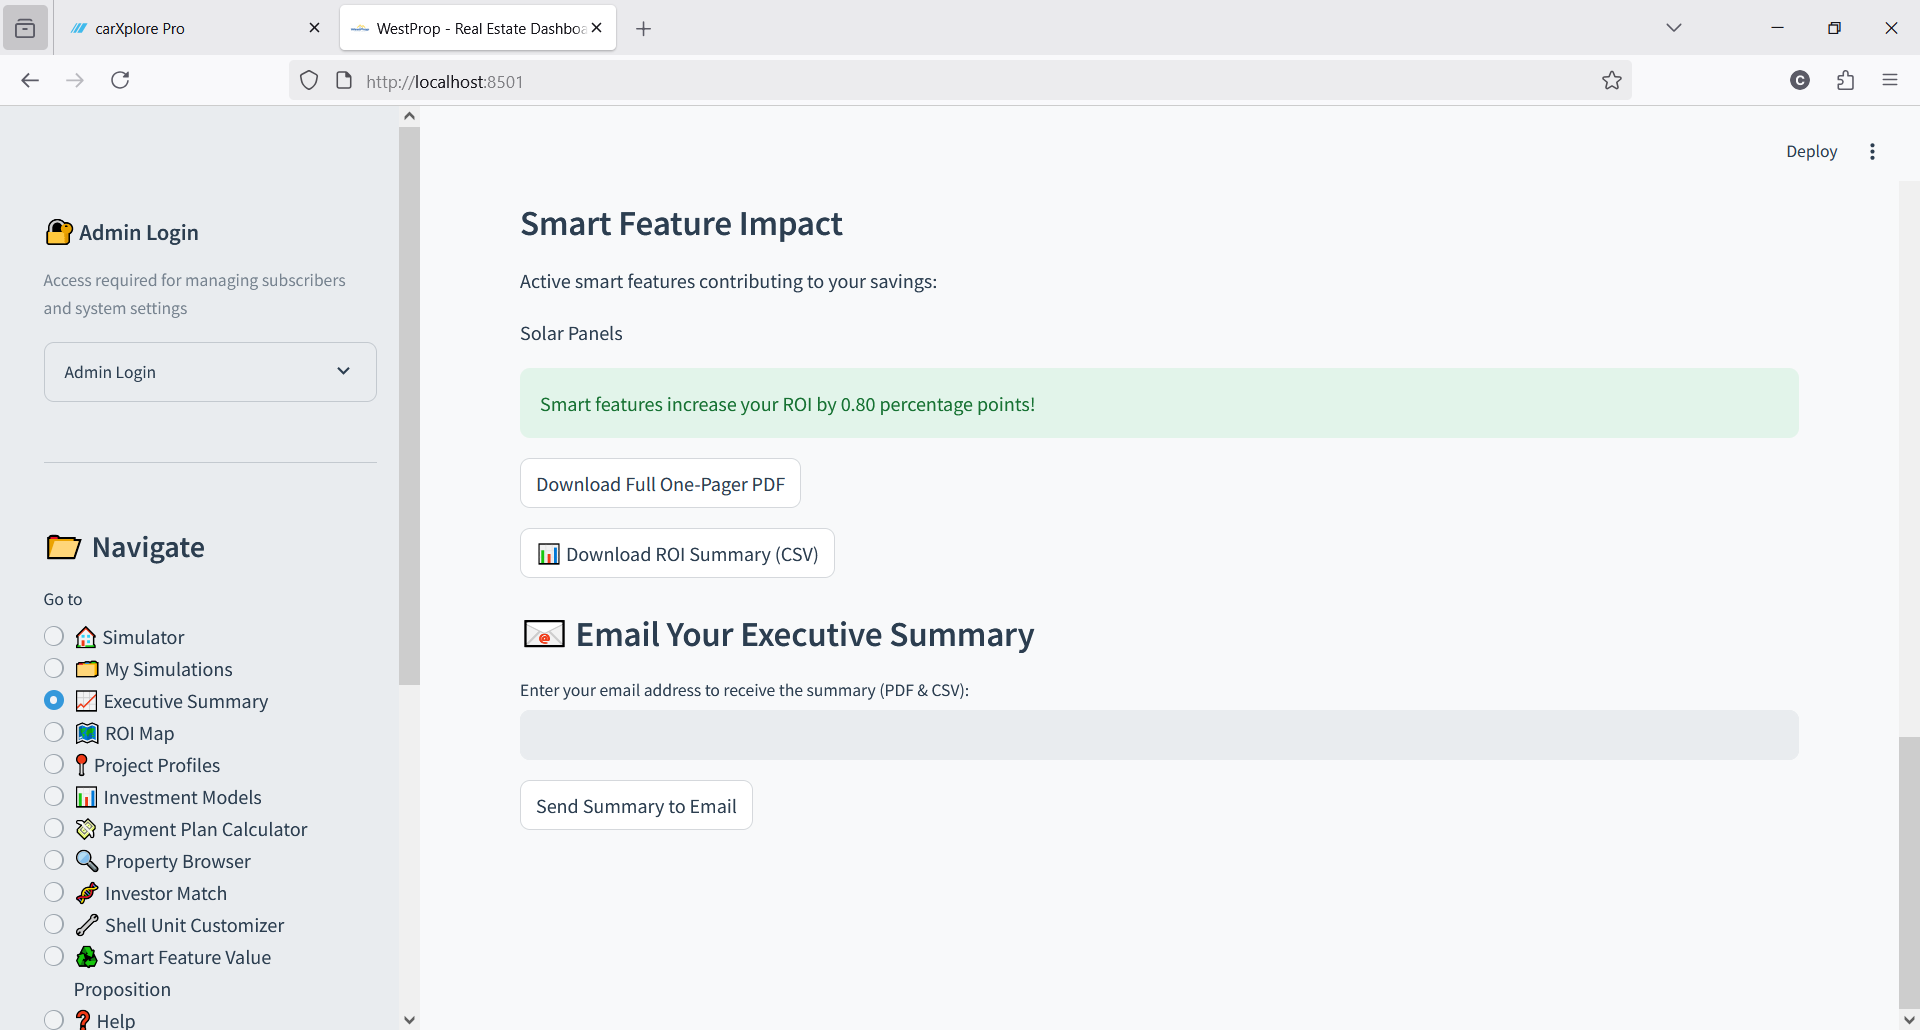 carXplore Pro
WestProp - Real Estate Dashboa
http://localhost:8501
C
Deploy
Admin Login
Access required for managing subscribers
and system settings
Admin Login
Navigate
Go to
Simulator
My Simulations
Executive Summary
ROI Map
Project Profiles
Investment Models
Payment Plan Calculator
Property Browser
Investor Match
Shell Unit Customizer
Smart Feature Value
Proposition
Help
Smart Feature Impact
Active smart features contributing to your savings:
Solar Panels
Smart features increase your ROI by 0.80 percentage points!
Download Full One-Pager PDF
Download ROI Summary (CSV)
Email Your Executive Summary
Enter your email address to receive the summary (PDF & CSV):
Send Summary to Email